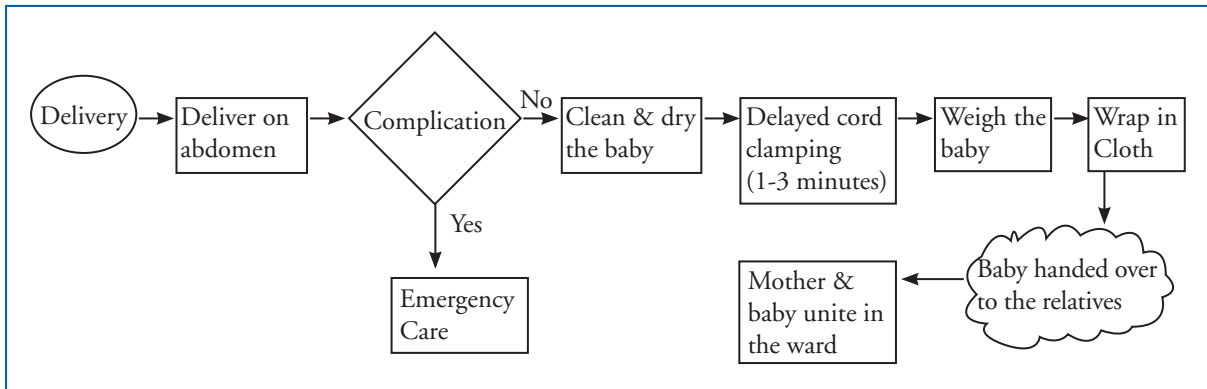 Delivery
Deliver on
abdomen
Complication
No
Yes
Emergency
Care
Clean & dry
the baby
Delayed cord
clamping
(1-3 minutes)
Weigh the
baby
Wrap in
Cloth
Baby handed over
to the relatives
Mother &
baby unite in
the ward